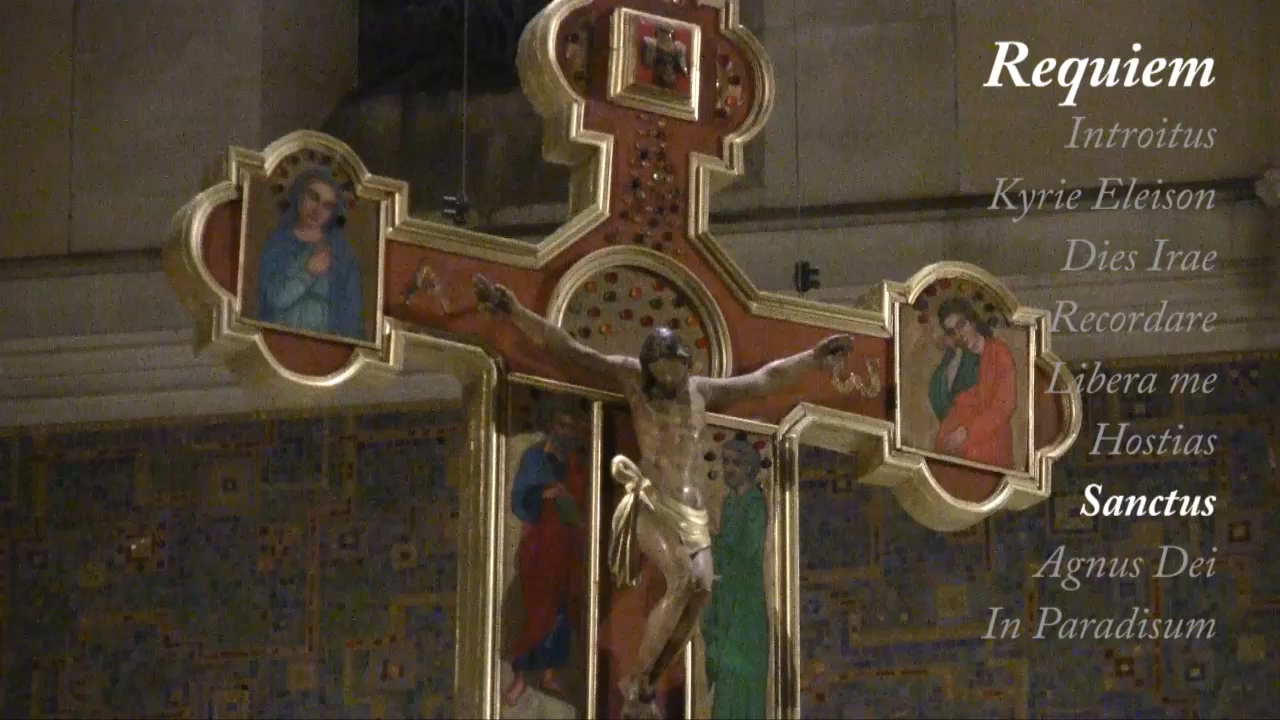 Requiem
Introitus
Kyrie Eleison
Dies Irae
Recordare
Libera me
Hostias
Sanctus
Agnus Dei
In Paradisum
Α
ω